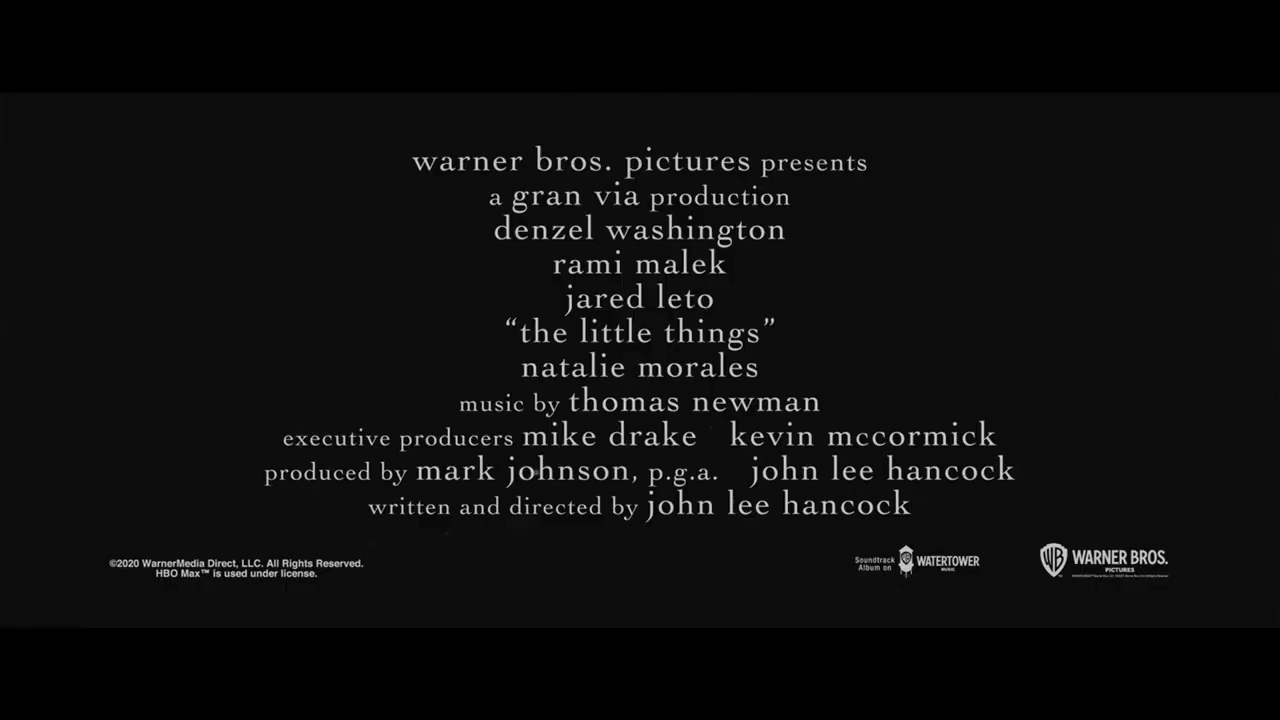 warner bros. pictures presents
a gran via production
denzel washington
rami malek
jared leto
“the little things”
natalie morales
music by thomas newman
executive producers mike drake kevin mccormick
produced by mark johnson, p.g.a. john lee hancock
written and directed by john lee hancock
©2020 WarnerMedia Direct, LLC. All Rights Reserved.
HBO Max™ is used under license.
Soundtrack
Album on
WATERTOWER
MUSIC
WB
WARNER BROS.
PICTURES